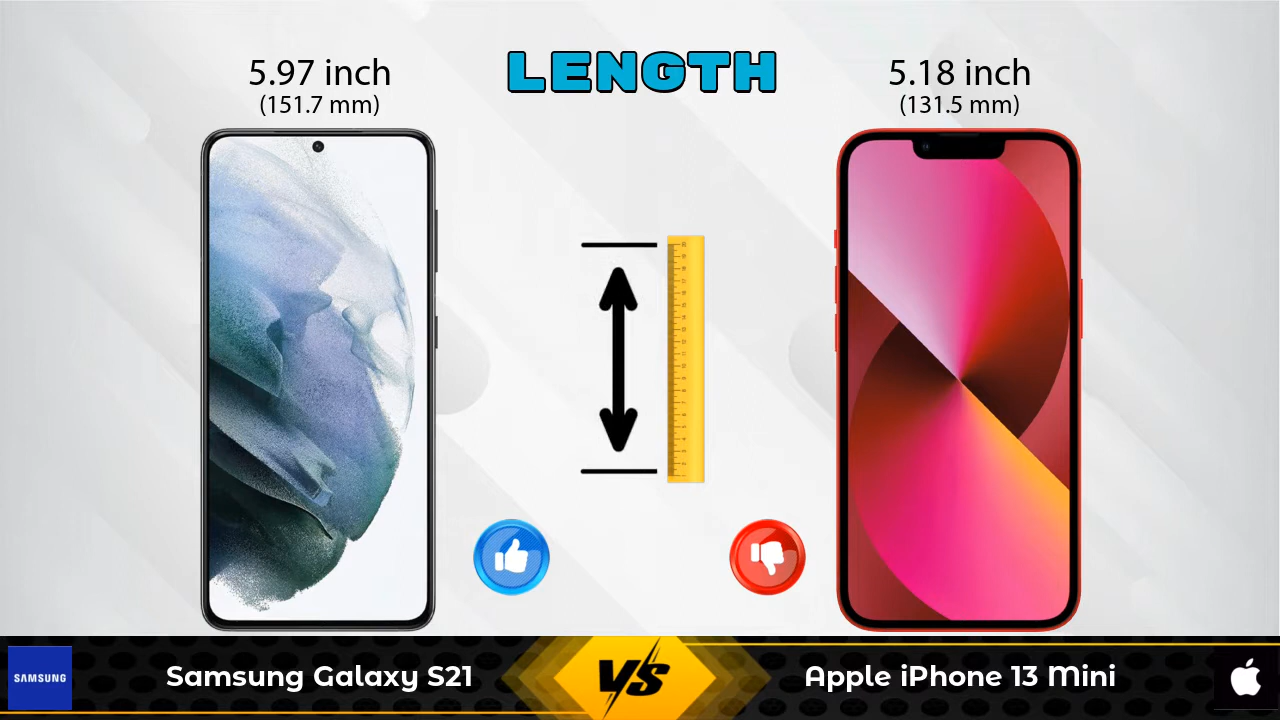 LENGTH
5.97 inch
(151.7 mm)
5.18 inch
(131.5 mm)
SAMSUNG
Samsung Galaxy S21
VS
Apple iPhone 13 Mini